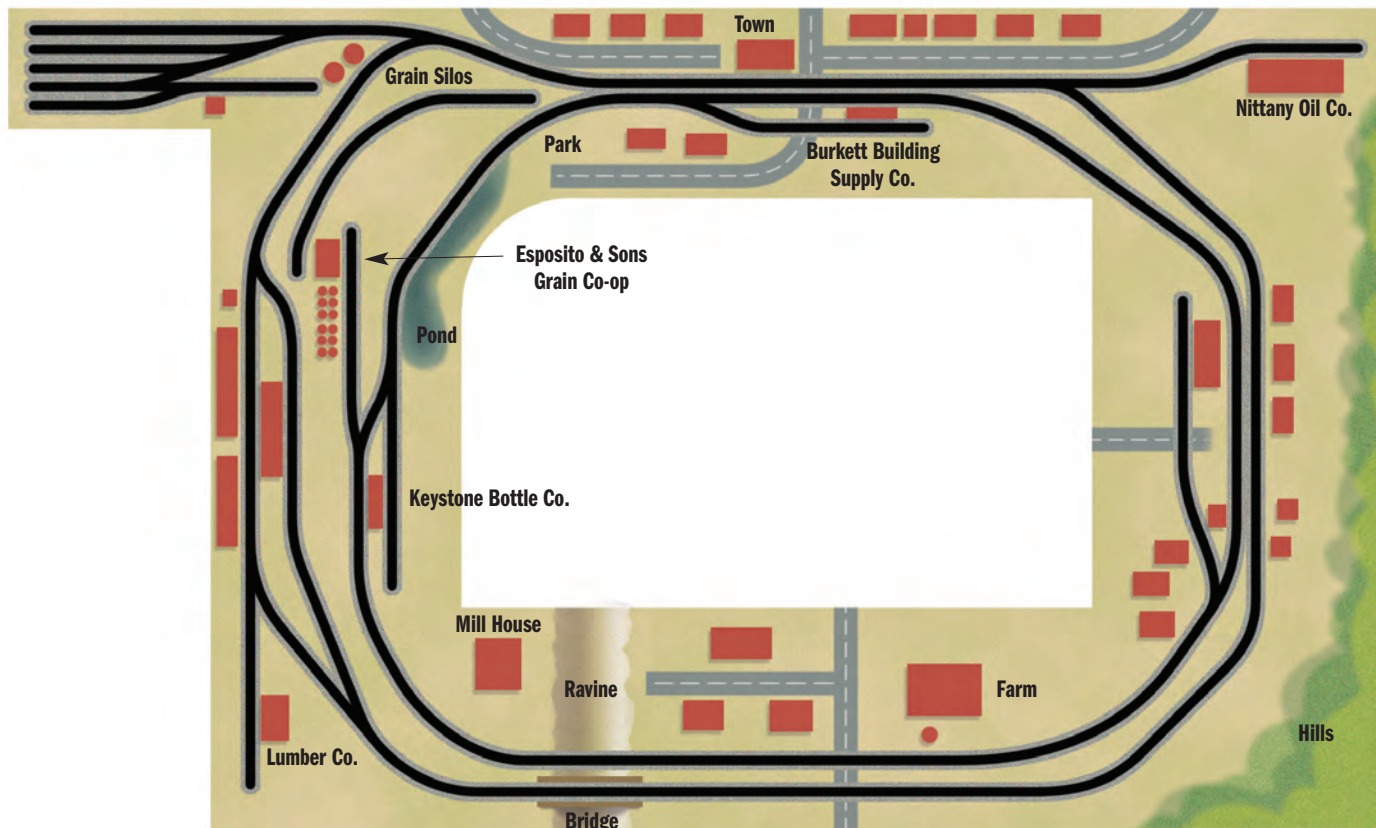 Town
Grain Silos
Nittany Oil Co.
Park
Burkett Building
Supply Co.
Esposito & Sons
Grain Co-op
Pond
Keystone Bottle Co.
Mill House
Ravine
Farm
Hills
Lumber Co.
Bridge